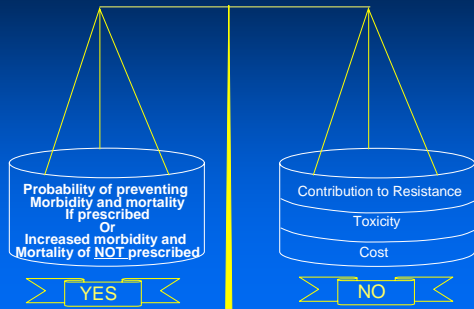 Probability of preventing
Morbidity and mortality
If prescribed
Or
Increased morbidity and
Mortality of NOT prescribed
YES
Contribution to Resistance
Toxicity
Cost
NO